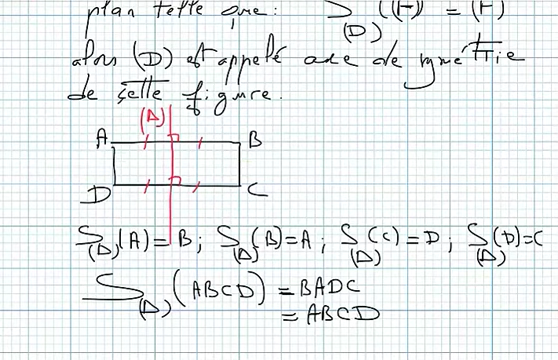 plan telle que: S(D) ((F)) = (F)
alors (D) est appelé axe de symétrie
de cette figure.
(Δ)
A B
D C
S(Δ)(A) = B ; S(Δ)(B) = A ; S(Δ)(C) = D ; S(Δ)(D) = C
S(Δ)(ABCD) = BADC
= ABCD